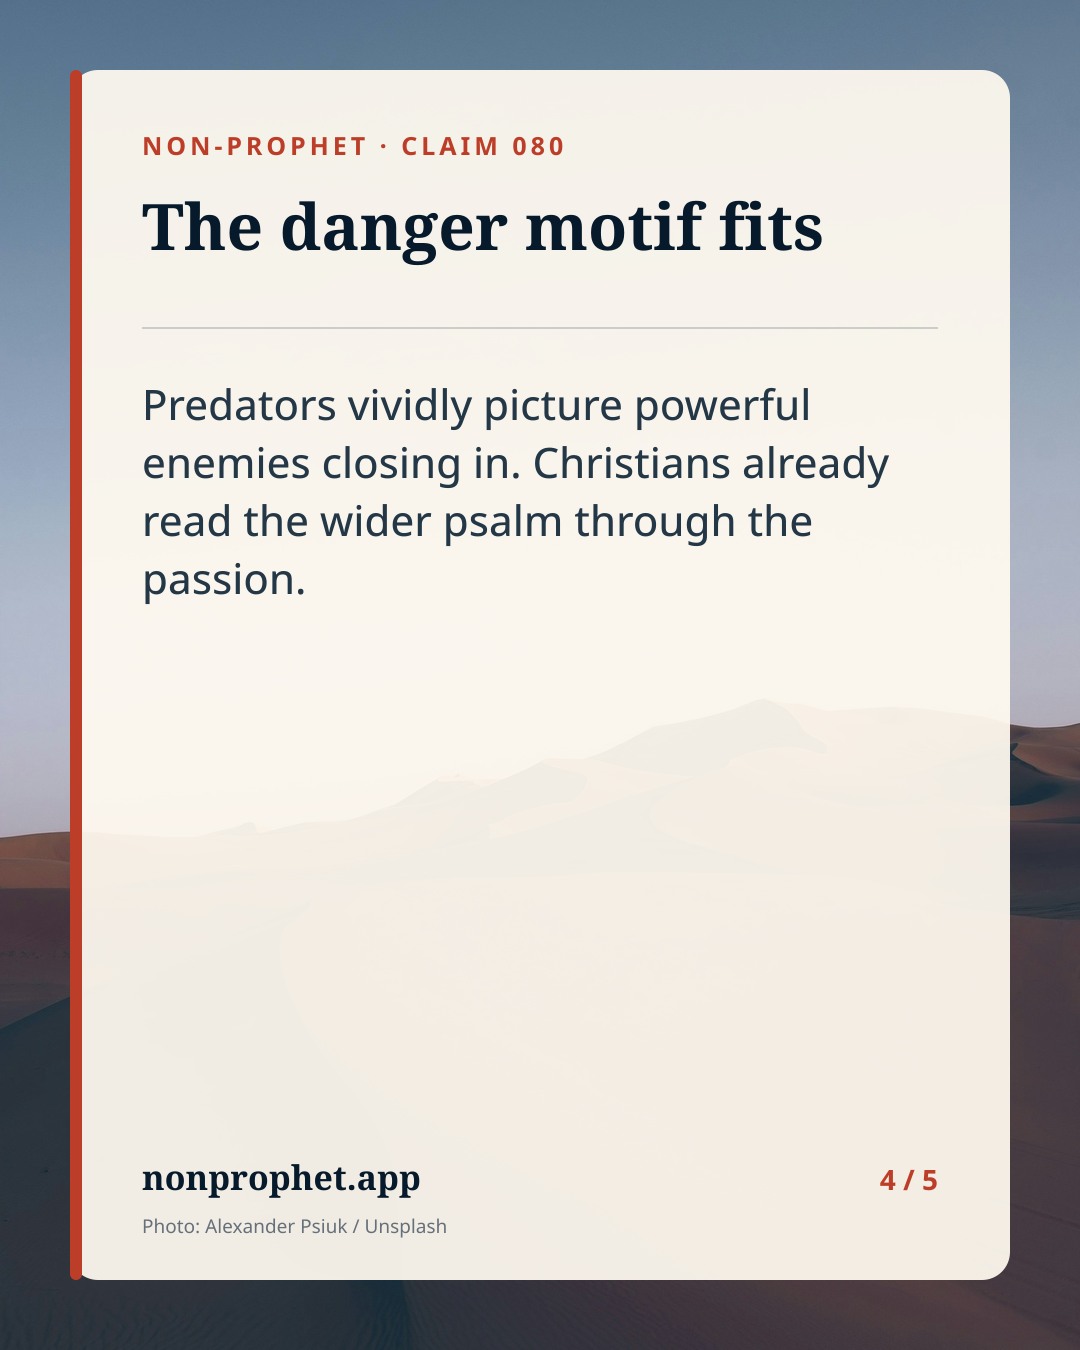 NON-PROPHET · CLAIM 080
The danger motif fits
Predators vividly picture powerful
enemies closing in. Christians already
read the wider psalm through the
passion.
nonprophet.app
4 / 5
Photo: Alexander Psiuk / Unsplash